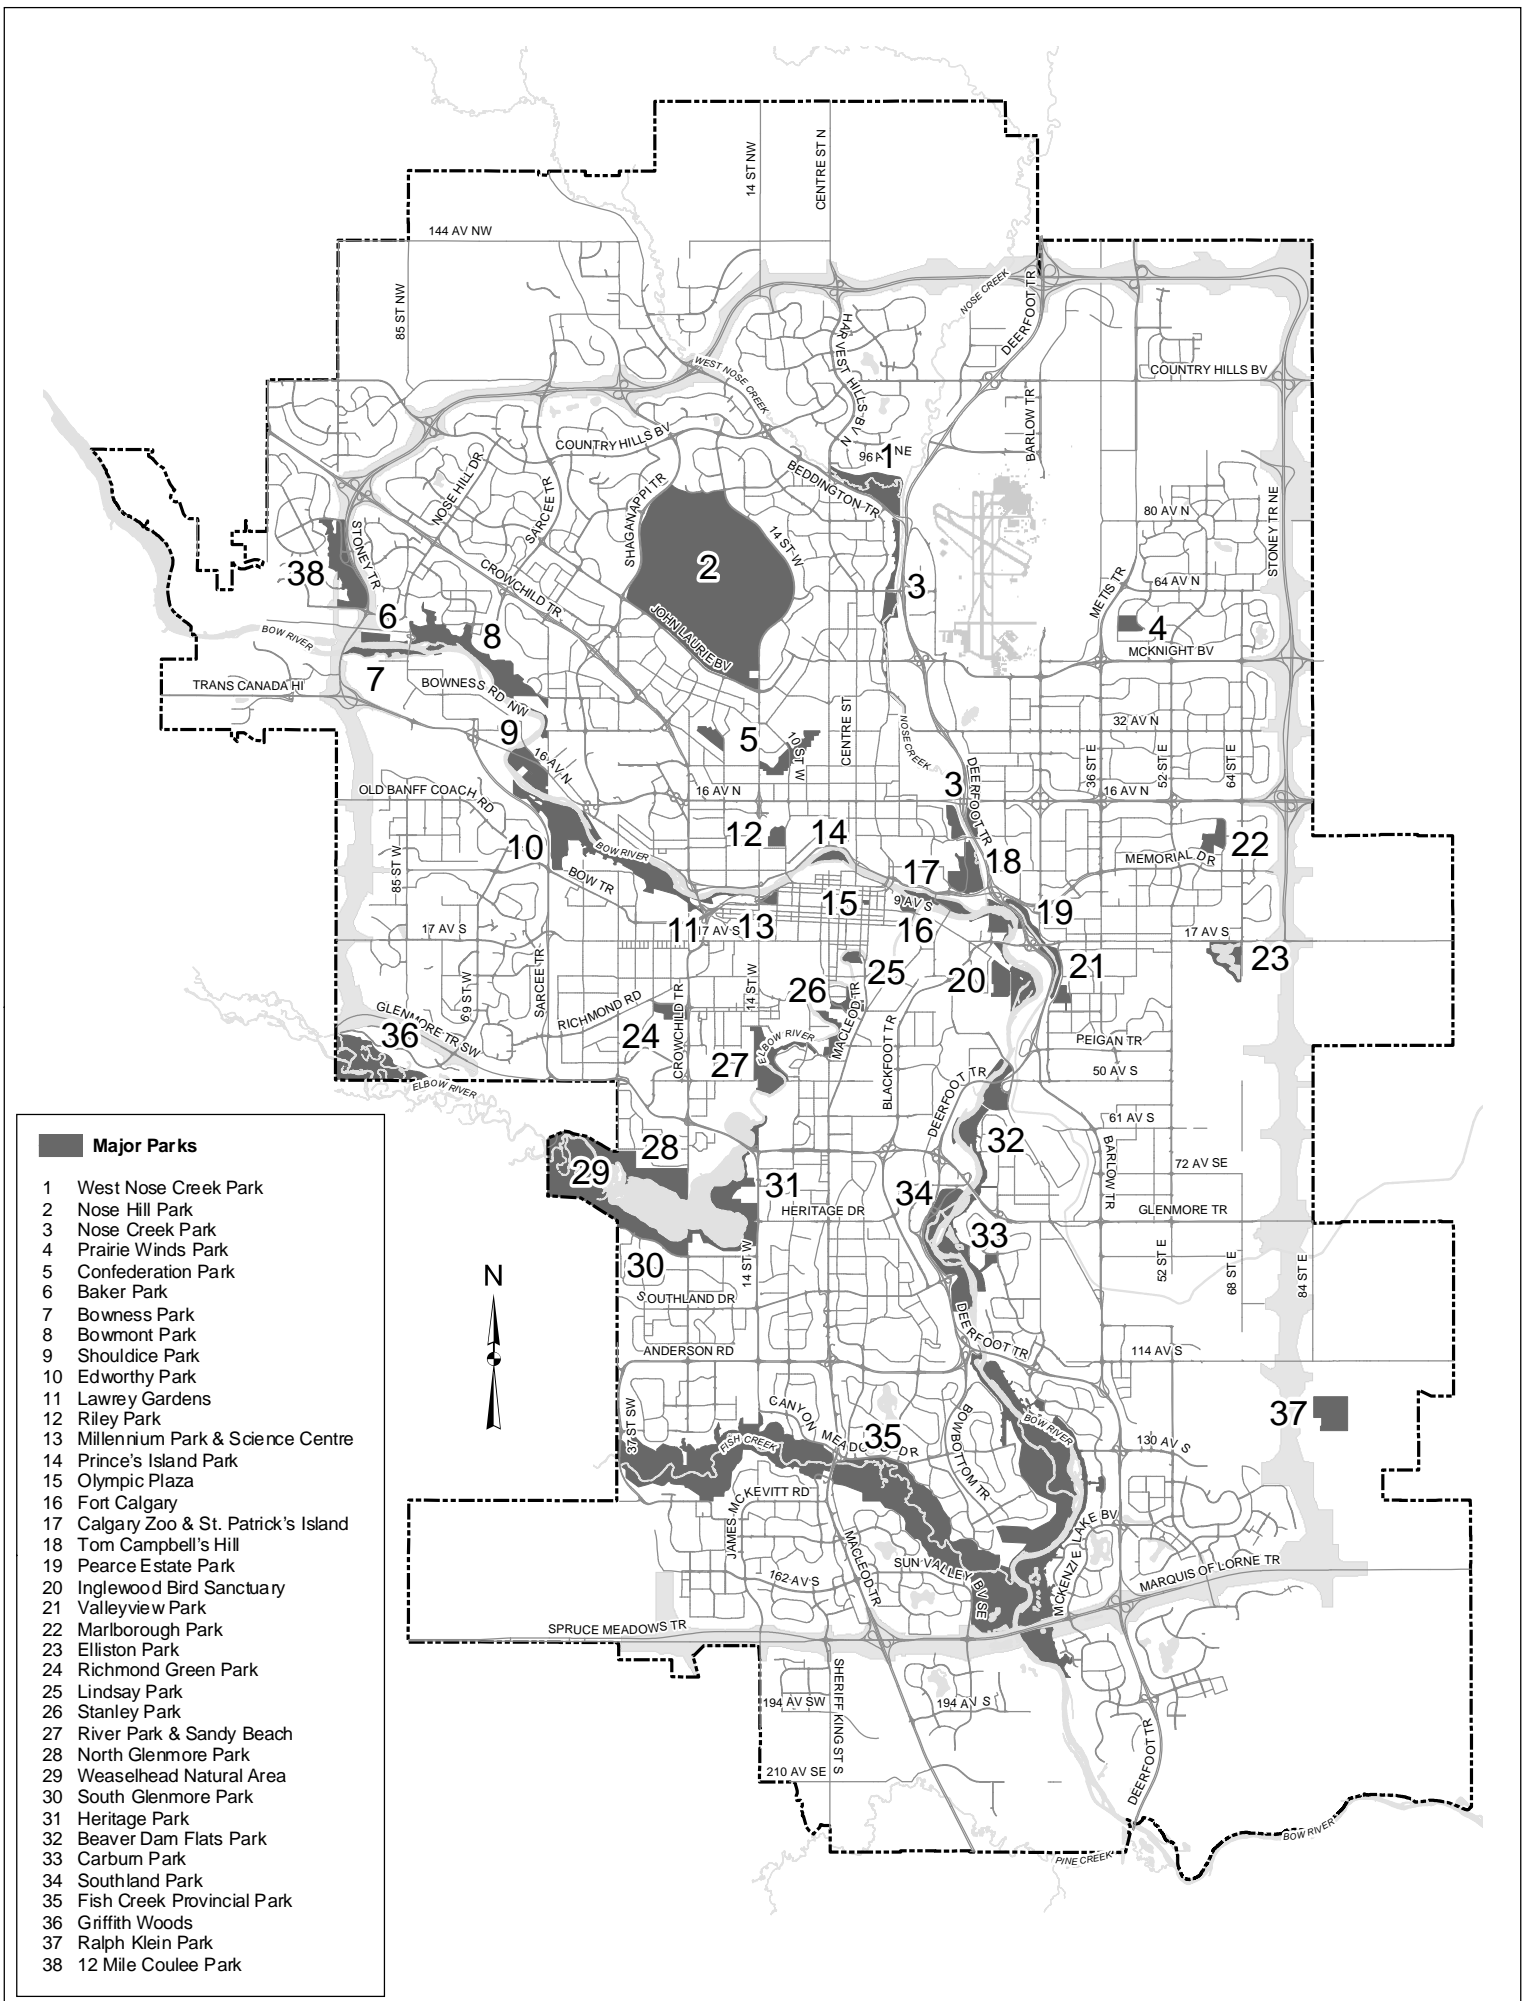 14 ST NW
CENTRE ST N
144 AV NW
85 ST NW
NOSE CREEK
DEERFOOT TR
HARVEST HILLS BV N
WEST NOSE CREEK
COUNTRY HILLS BV
BARLOW TR
COUNTRY HILLS BV
96 A NE
1
NOSE HILL DR
SARCEE TR
SHAGANAPPI TR
BEDDINGTON TR
80 AV N
STONEY TR NE
14 ST W
STONEY TR
38
CROWCHILD TR
2
3
METIS TR
64 AV N
6
8
4
BOW RIVER
JOHN LAURIE BV
MCKNIGHT BV
7
TRANS CANADA HI
BOWNESS RD NW
32 AV N
9
5
10 ST W
CENTRE ST
NOSE CREEK
16 AV N
36 ST E
52 ST E
64 ST E
OLD BANFF COACH RD
16 AV N
3
DEERFOOT TR
16 AV N
12
14
22
10
BOW RIVER
17
18
MEMORIAL DR
85 ST W
BOW TR
15
9 AV S
19
17 AV S
11
17 AV S
13
16
17 AV S
23
20
21
25
SARCEE TR
14 ST W
26
69 ST W
RICHMOND RD
CROWCHILD TR
MACLEOD TR
GLENMORE TR SW
36
24
ELBOW RIVER
BLACKFOOT TR
PEIGAN TR
27
50 AV S
ELBOW RIVER
DEERFOOT TR
61 AV S
28
32
BARLOW TR
72 AV SE
29
31
34
HERITAGE DR
GLENMORE TR
33
30
14 ST W
52 ST E
68 ST E
84 ST E
SOUTHLAND DR
DEERFOOT TR
ANDERSON RD
114 AV S
37 ST SW
CANYON MEADOWS DR
35
BOWBOTTOM TR
BOW RIVER
37
FISH CREEK
130 AV S
JAMES MCKEVITT RD
MACLEOD TR
MCKENZIE LAKE BV
162 AV S
SUN VALLEY BV SE
MARQUIS OF LORNE TR
SPRUCE MEADOWS TR
SHERIFF KING ST S
194 AV SW
194 AV S
DEERFOOT TR
210 AV SE
BOW RIVER
PINE CREEK
N
Major Parks
1 West Nose Creek Park
2 Nose Hill Park
3 Nose Creek Park
4 Prairie Winds Park
5 Confederation Park
6 Baker Park
7 Bowness Park
8 Bowmont Park
9 Shouldice Park
10 Edworthy Park
11 Lawrey Gardens
12 Riley Park
13 Millennium Park & Science Centre
14 Prince's Island Park
15 Olympic Plaza
16 Fort Calgary
17 Calgary Zoo & St. Patrick's Island
18 Tom Campbell's Hill
19 Pearce Estate Park
20 Inglewood Bird Sanctuary
21 Valleyview Park
22 Marlborough Park
23 Elliston Park
24 Richmond Green Park
25 Lindsay Park
26 Stanley Park
27 River Park & Sandy Beach
28 North Glenmore Park
29 Weaselhead Natural Area
30 South Glenmore Park
31 Heritage Park
32 Beaver Dam Flats Park
33 Carburn Park
34 Southland Park
35 Fish Creek Provincial Park
36 Griffith Woods
37 Ralph Klein Park
38 12 Mile Coulee Park